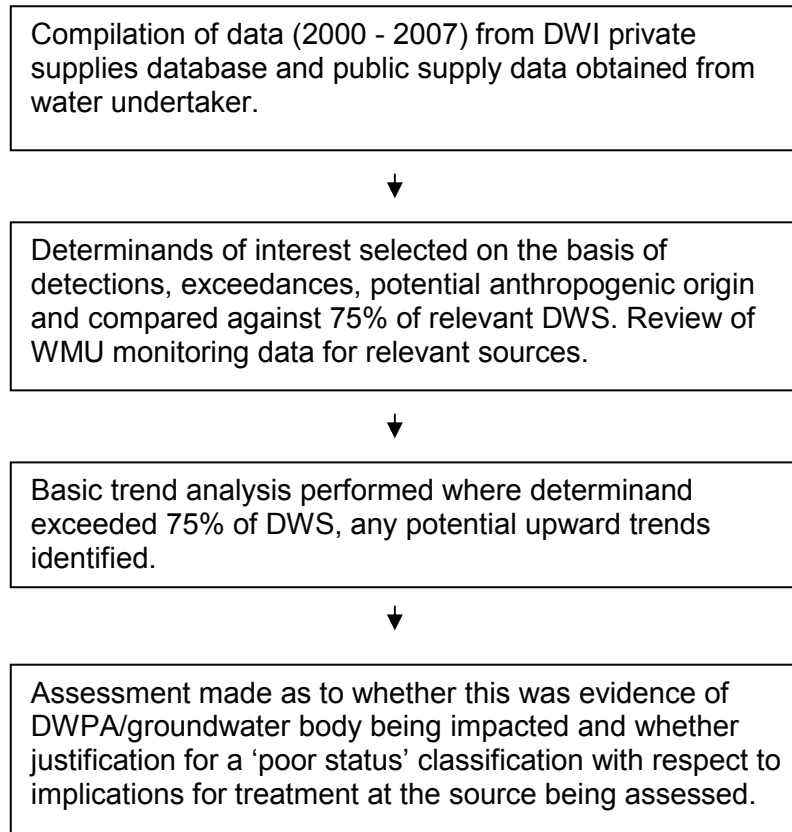 Compilation of data (2000 - 2007) from DWI private
supplies database and public supply data obtained from
water undertaker.
Determinands of interest selected on the basis of
detections, exceedances, potential anthropogenic origin
and compared against 75% of relevant DWS. Review of
WMU monitoring data for relevant sources.
Basic trend analysis performed where determinand
exceeded 75% of DWS, any potential upward trends
identified.
Assessment made as to whether this was evidence of
DWPA/groundwater body being impacted and whether
justification for a ‘poor status’ classification with respect to
implications for treatment at the source being assessed.